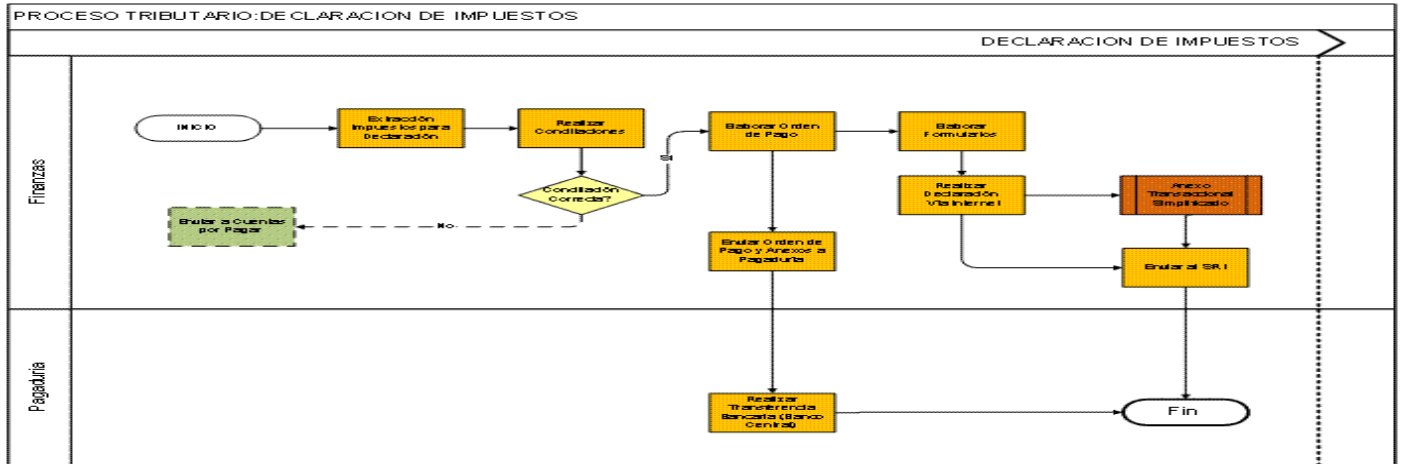 PROCESO TRIBUTARIO:DECLARACION DE IMPUESTOS
DECLARACION DE IMPUESTOS
Finanzas
INICIO
Extracción
Impuestos para
Declaración
Realizar
Conciliaciones
Conciliación
Correcta?
Si
No
Enviar a Cuentas
por Pagar
Elaborar Orden
de Pago
Enviar Orden de
Pago y Anexos a
Pagaduría
Elaborar
Formularios
Realizar
Declaración
Vía Internet
Anexo
Transaccional
Simplificado
Enviar al SRI
Pagaduría
Realizar
Transferencia
Bancaria (Banco
Central)
Fin